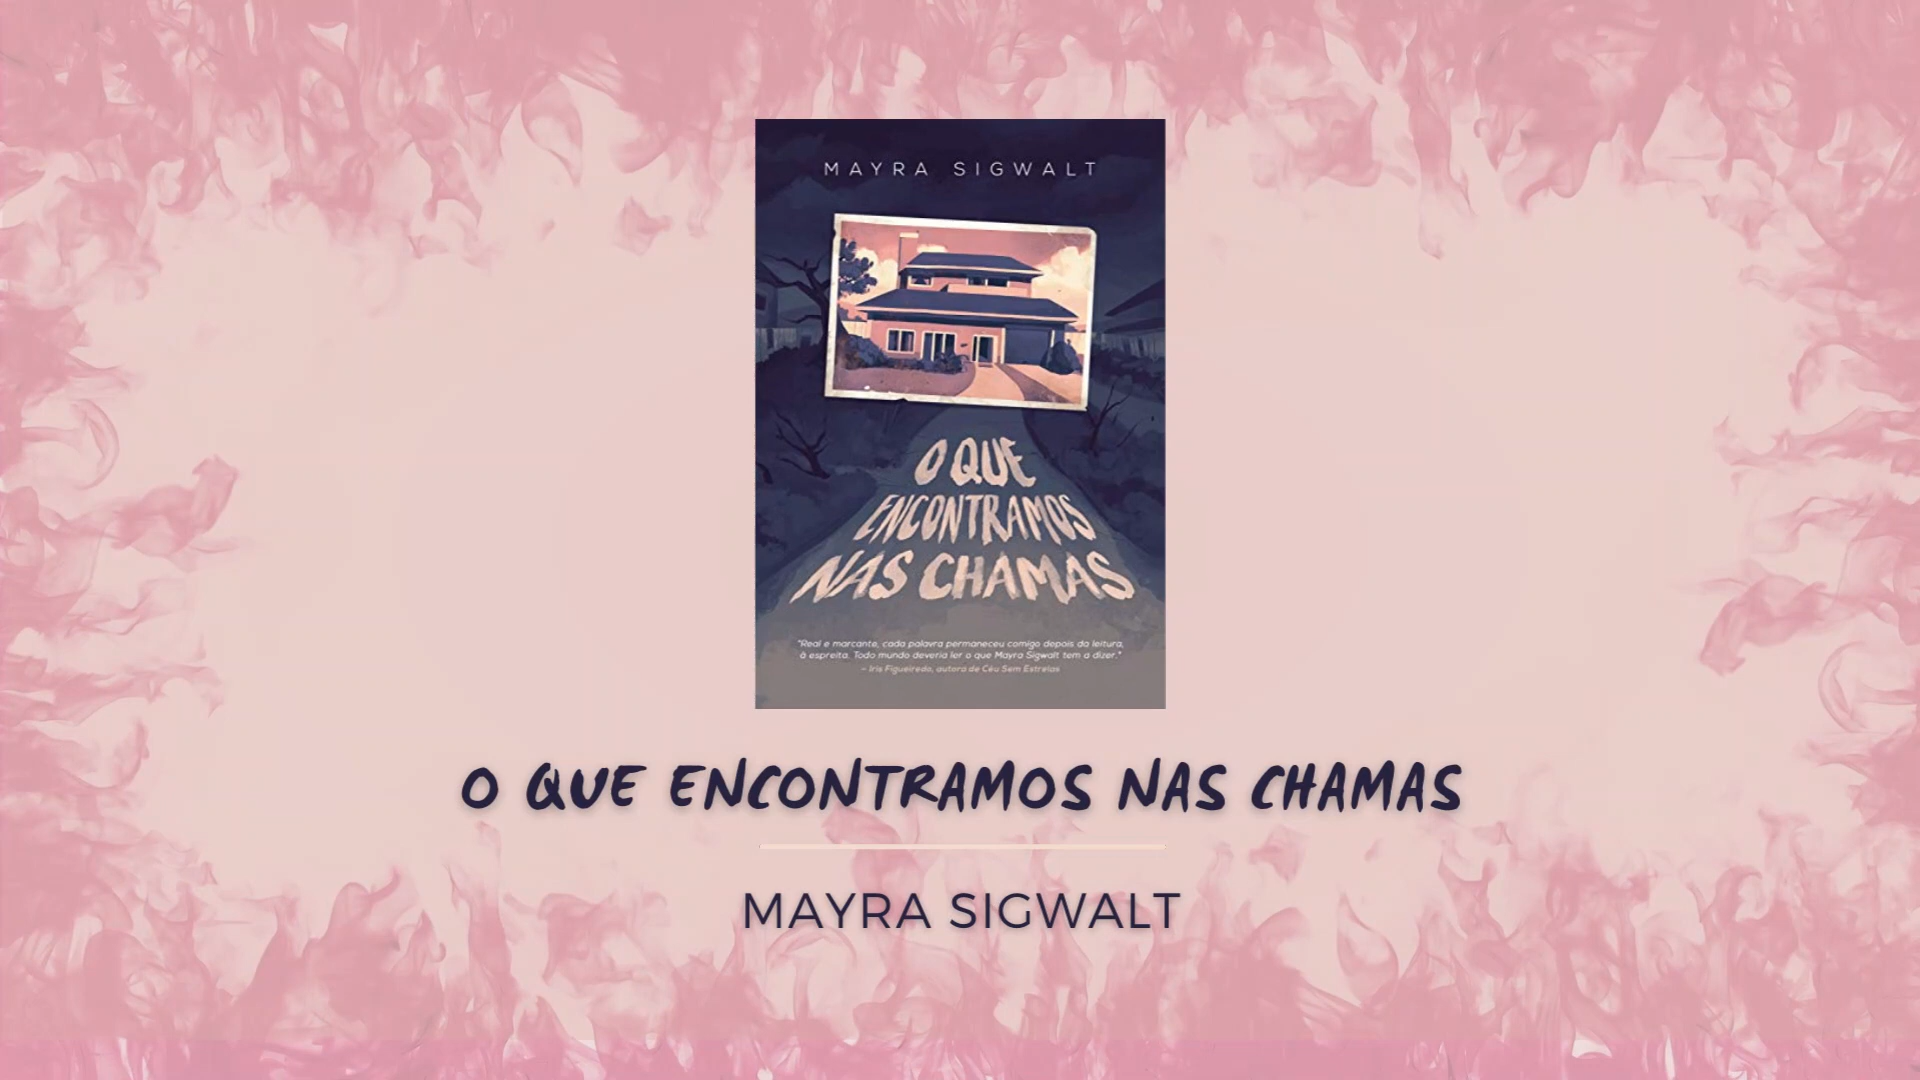 MAYRA SIGWALT
O QUE
ENCONTRAMOS
NAS CHAMAS
"Real e marcante, cada palavra permaneceu comigo depois da leitura,
à espreita. Todo mundo deveria ler o que Mayra Sigwalt tem a dizer."
– Iris Figueiredo, autora de Céu Sem Estrelas
O QUE ENCONTRAMOS NAS CHAMAS
MAYRA SIGWALT